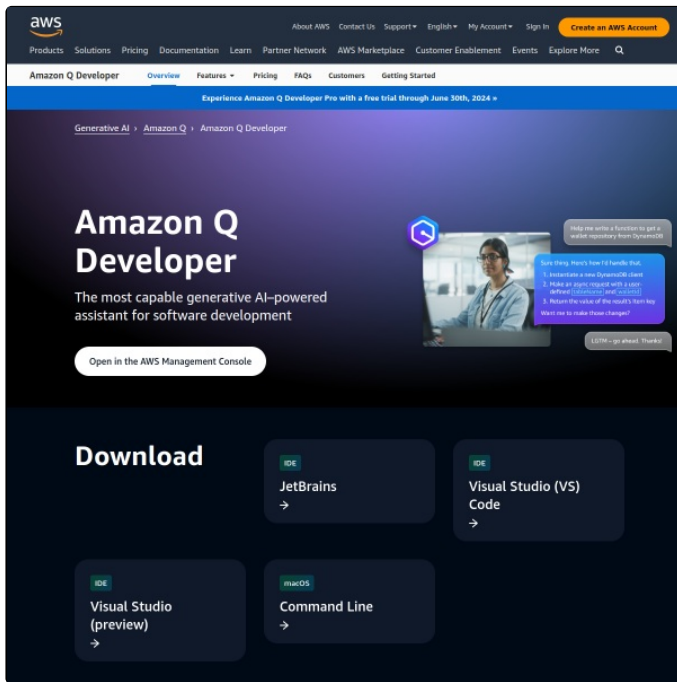 aws
About AWS Contact Us Support English My Account Sign In Create an AWS Account
Products Solutions Pricing Documentation Learn Partner Network AWS Marketplace Customer Enablement Events Explore More
Amazon Q Developer Overview Features Pricing FAQs Customers Getting Started
Experience Amazon Q Developer Pro with a free trial through June 30th, 2024 »
Generative AI › Amazon Q › Amazon Q Developer
Amazon Q
Developer
The most capable generative AI–powered
assistant for software development
Open in the AWS Management Console
Help me write a function to get a
wallet repository from DynamoDB
Sure thing. Here's how I'd handle that.
1. Instantiate a new DynamoDB client
2. Make an async request with a user-
defined [tableName] and [walletId]
3. Return the value of the result's Item key
Want me to make those changes?
LGTM – go ahead. Thanks!
Download
IDE
JetBrains
→
IDE
Visual Studio (VS)
Code
→
IDE
Visual Studio
(preview)
→
macOS
Command Line
→